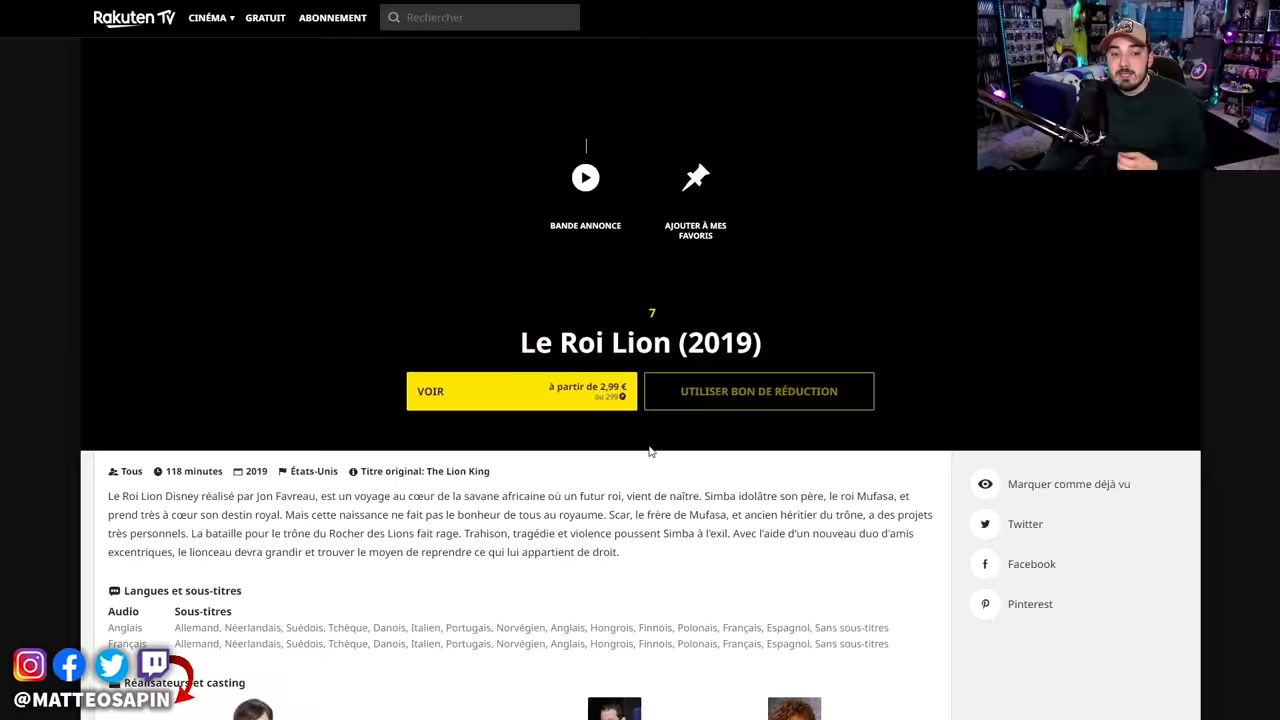 Rakuten TV CINÉMA ▾ GRATUIT ABONNEMENT Rechercher
BANDE ANNONCE
AJOUTER À MES
FAVORIS
7
Le Roi Lion (2019)
VOIR
à partir de 2,99 €
ou 299
UTILISER BON DE RÉDUCTION
Tous 118 minutes 2019 États-Unis Titre original: The Lion King
Le Roi Lion Disney réalisé par Jon Favreau, est un voyage au cœur de la savane africaine où un futur roi, vient de naître. Simba idolâtre son père, le roi Mufasa, et
prend très à cœur son destin royal. Mais cette naissance ne fait pas le bonheur de tous au royaume. Scar, le frère de Mufasa, et ancien héritier du trône, a des projets
très personnels. La bataille pour le trône du Rocher des Lions fait rage. Trahison, tragédie et violence poussent Simba à l'exil. Avec l'aide d'un nouveau duo d'amis
excentriques, le lionceau devra grandir et trouver le moyen de reprendre ce qui lui appartient de droit.
Marquer comme déjà vu
Twitter
Facebook
Pinterest
Langues et sous-titres
Audio Sous-titres
Anglais Allemand, Néerlandais, Suédois, Tchèque, Danois, Italien, Portugais, Norvégien, Anglais, Hongrois, Finnois, Polonais, Français, Espagnol, Sans sous-titres
Français Allemand, Néerlandais, Suédois, Tchèque, Danois, Italien, Portugais, Norvégien, Anglais, Hongrois, Finnois, Polonais, Français, Espagnol, Sans sous-titres
Réalisateurs et casting
@MATTEOSAPIN